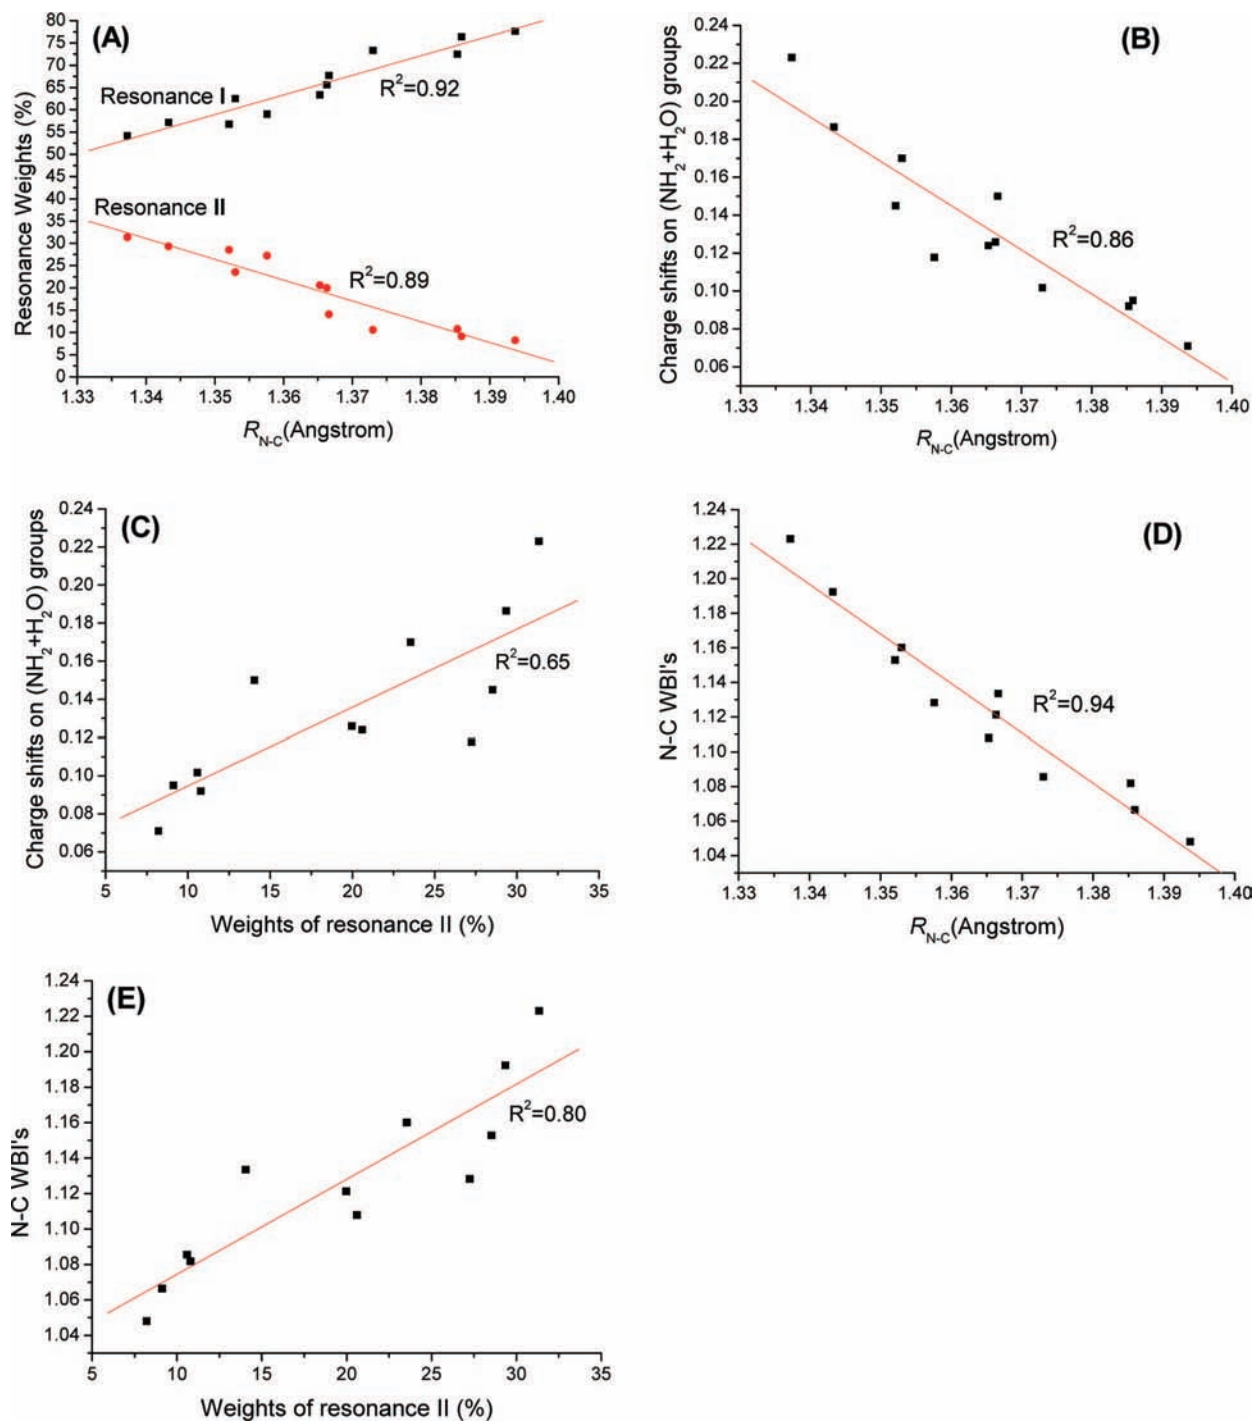 (A)
80
75
70
65
60
55
50
45
40
35
30
25
20
15
10
5
0
Resonance Weights (%)
Resonance I
R²=0.92
Resonance II
R²=0.89
1.33 1.34 1.35 1.36 1.37 1.38 1.39 1.40
R_N-C(Angstrom)
(B)
0.24
0.22
0.20
0.18
0.16
0.14
0.12
0.10
0.08
0.06
Charge shifts on (NH₂+H₂O) groups
R²=0.86
1.33 1.34 1.35 1.36 1.37 1.38 1.39 1.40
R_N-C(Angstrom)
(C)
0.24
0.22
0.20
0.18
0.16
0.14
0.12
0.10
0.08
0.06
Charge shifts on (NH₂+H₂O) groups
R²=0.65
5 10 15 20 25 30 35
Weights of resonance II (%)
(D)
1.24
1.22
1.20
1.18
1.16
1.14
1.12
1.10
1.08
1.06
1.04
N-C WBI's
R²=0.94
1.33 1.34 1.35 1.36 1.37 1.38 1.39 1.40
R_N-C(Angstrom)
(E)
1.24
1.22
1.20
1.18
1.16
1.14
1.12
1.10
1.08
1.06
1.04
N-C WBI's
R²=0.80
5 10 15 20 25 30 35
Weights of resonance II (%)